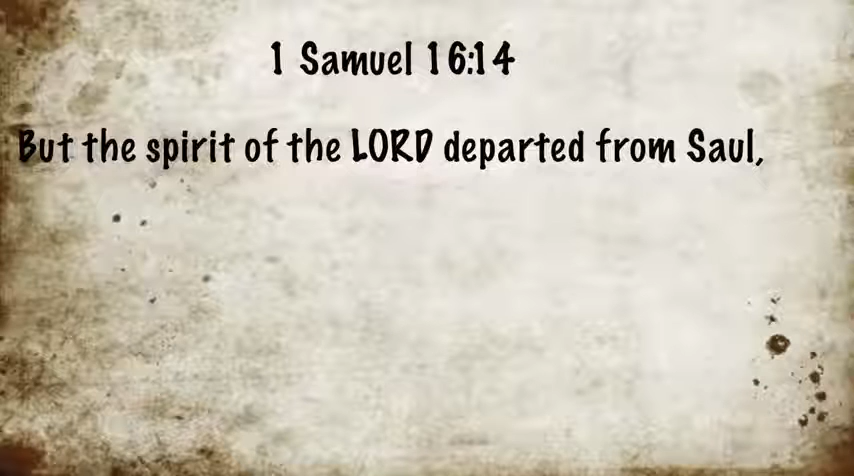 1 Samuel 16:14
But the spirit of the LORD departed from Saul,